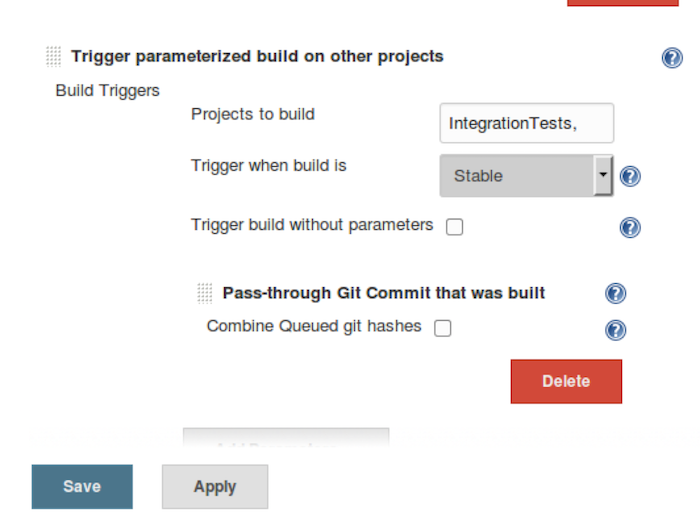 Trigger parameterized build on other projects
Build Triggers
Projects to build
IntegrationTests,
Trigger when build is
Stable
Trigger build without parameters
Pass-through Git Commit that was built
Combine Queued git hashes
Delete
Save
Apply